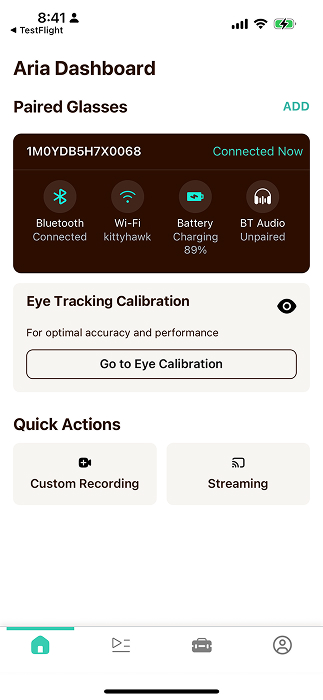 8:41
TestFlight
Aria Dashboard
Paired Glasses
ADD
1M0YDB5H7X0068
Connected Now
Bluetooth
Connected
Wi-Fi
kittyhawk
Battery
Charging
89%
BT Audio
Unpaired
Eye Tracking Calibration
For optimal accuracy and performance
Go to Eye Calibration
Quick Actions
Custom Recording
Streaming